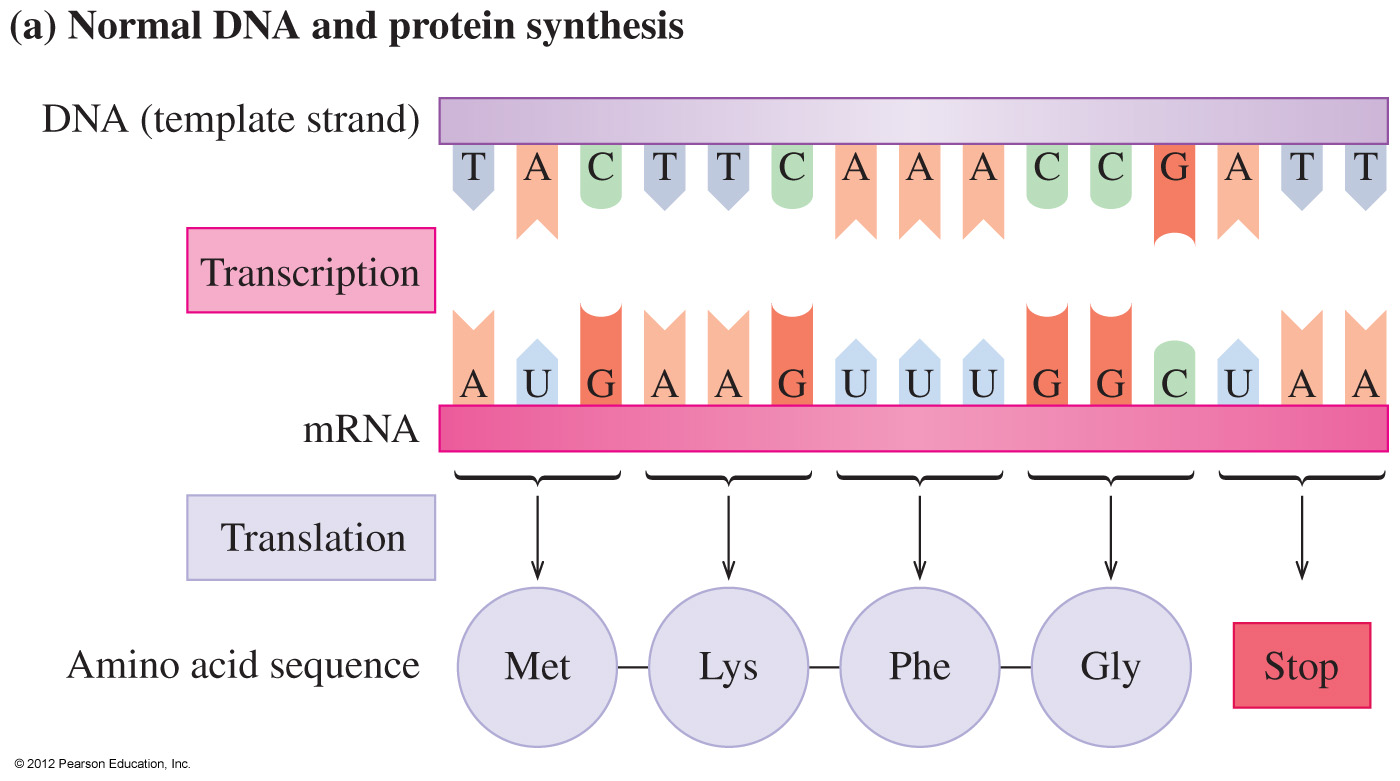 (a) Normal DNA and protein synthesis
DNA (template strand)
T A C T T C A A A C C G A T T
Transcription
A U G A A G U U U G G C U A A
mRNA
Translation
Amino acid sequence
Met Lys Phe Gly Stop
© 2012 Pearson Education, Inc.